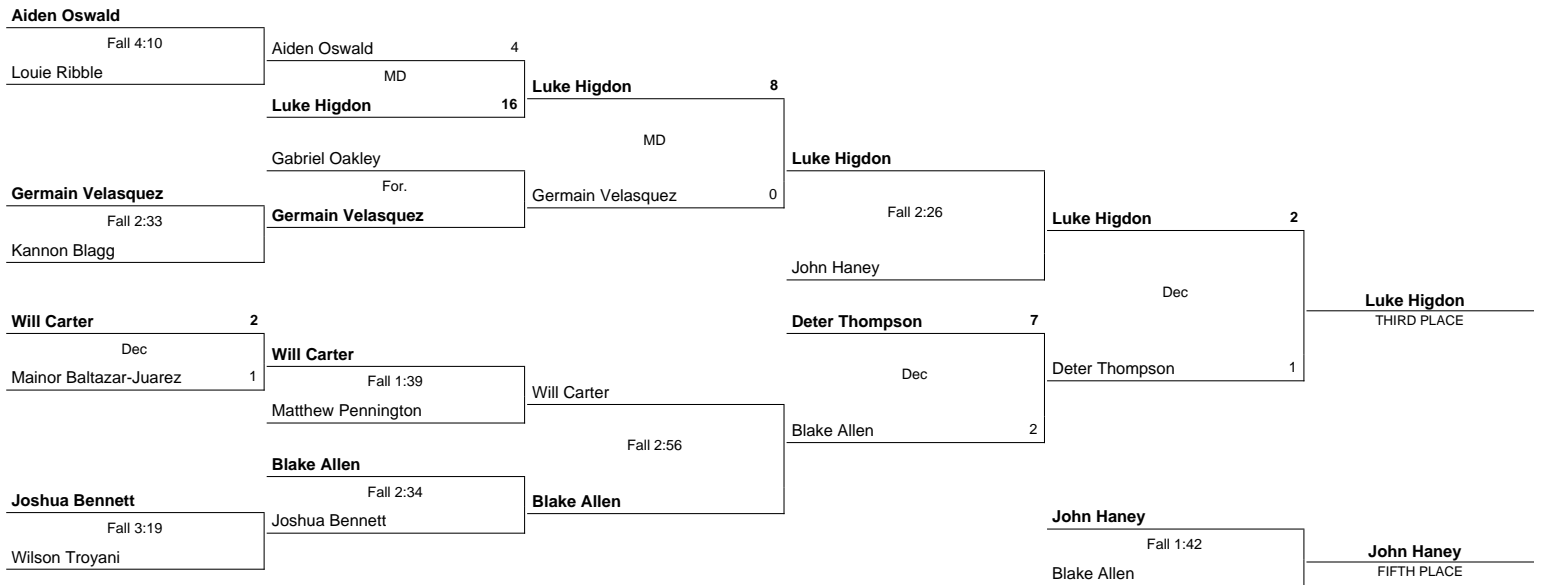 Aiden Oswald
Fall 4:10
Louie Ribble
Germain Velasquez
Fall 2:33
Kannon Blagg
Will Carter 2
Dec
Mainor Baltazar-Juarez 1
Joshua Bennett
Fall 3:19
Wilson Troyani
Aiden Oswald 4
MD
Luke Higdon 16
Gabriel Oakley
For.
Germain Velasquez
Will Carter
Fall 1:39
Matthew Pennington
Blake Allen
Fall 2:34
Joshua Bennett
Luke Higdon 8
MD
Germain Velasquez 0
Will Carter
Fall 2:56
Blake Allen
Luke Higdon
Fall 2:26
John Haney
Deter Thompson 7
Dec
Blake Allen 2
Luke Higdon 2
Dec
Deter Thompson 1
Luke Higdon
THIRD PLACE
John Haney
Fall 1:42
Blake Allen
John Haney
FIFTH PLACE